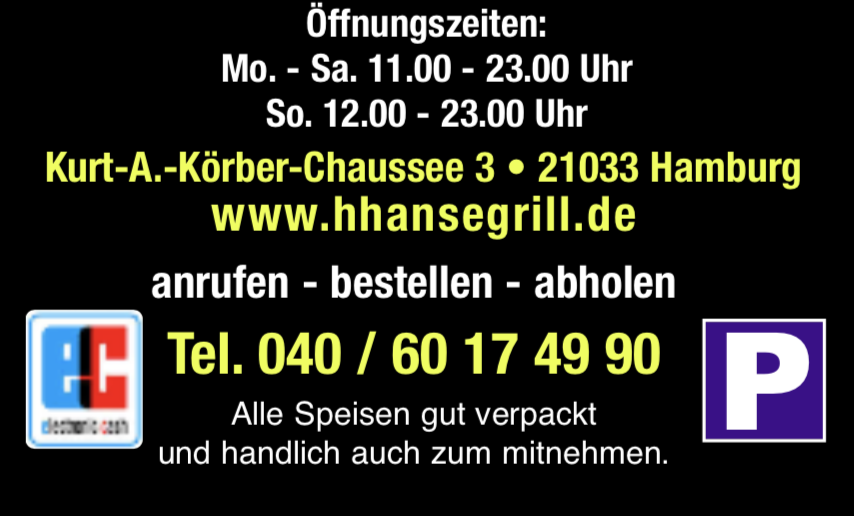 Öffnungszeiten:
Mo. - Sa. 11.00 - 23.00 Uhr
So. 12.00 - 23.00 Uhr
Kurt-A.-Körber-Chaussee 3 • 21033 Hamburg
www.hhansegrill.de
anrufen - bestellen - abholen
Tel. 040 / 60 17 49 90
ec
electronic cash
P
Alle Speisen gut verpackt
und handlich auch zum mitnehmen.